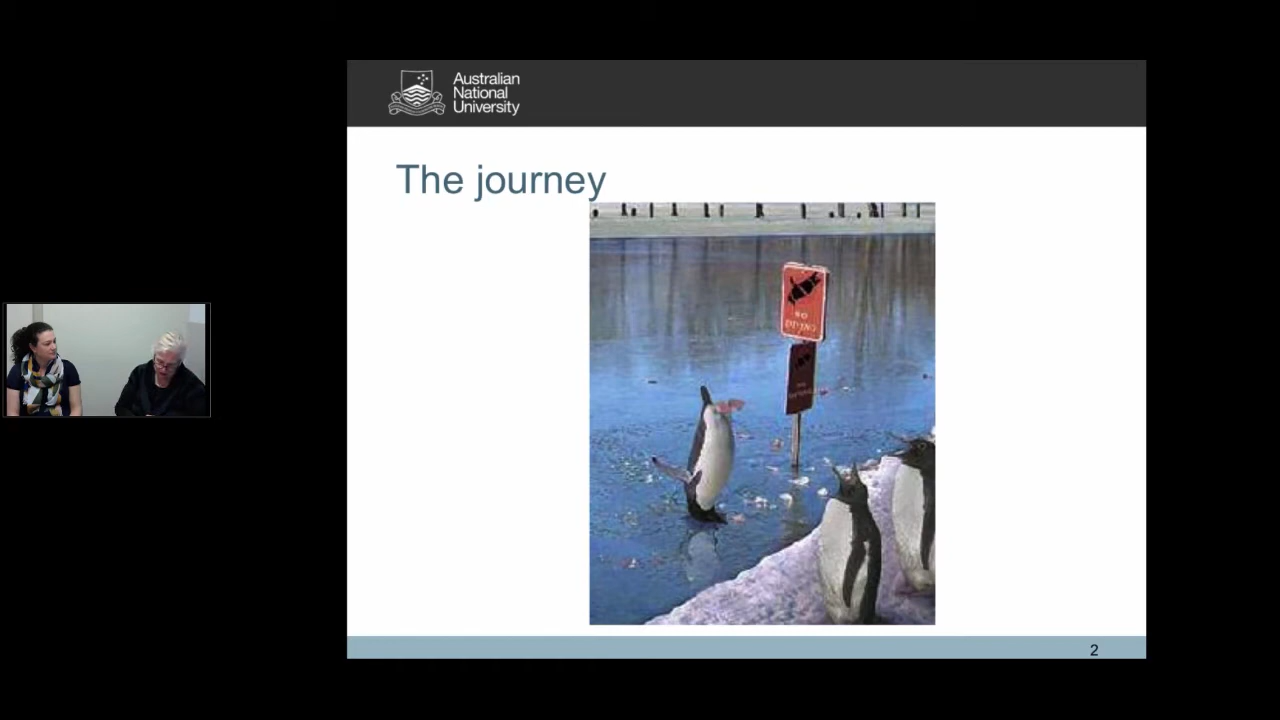 Australian
National
University
The journey
NO
DIVING
2